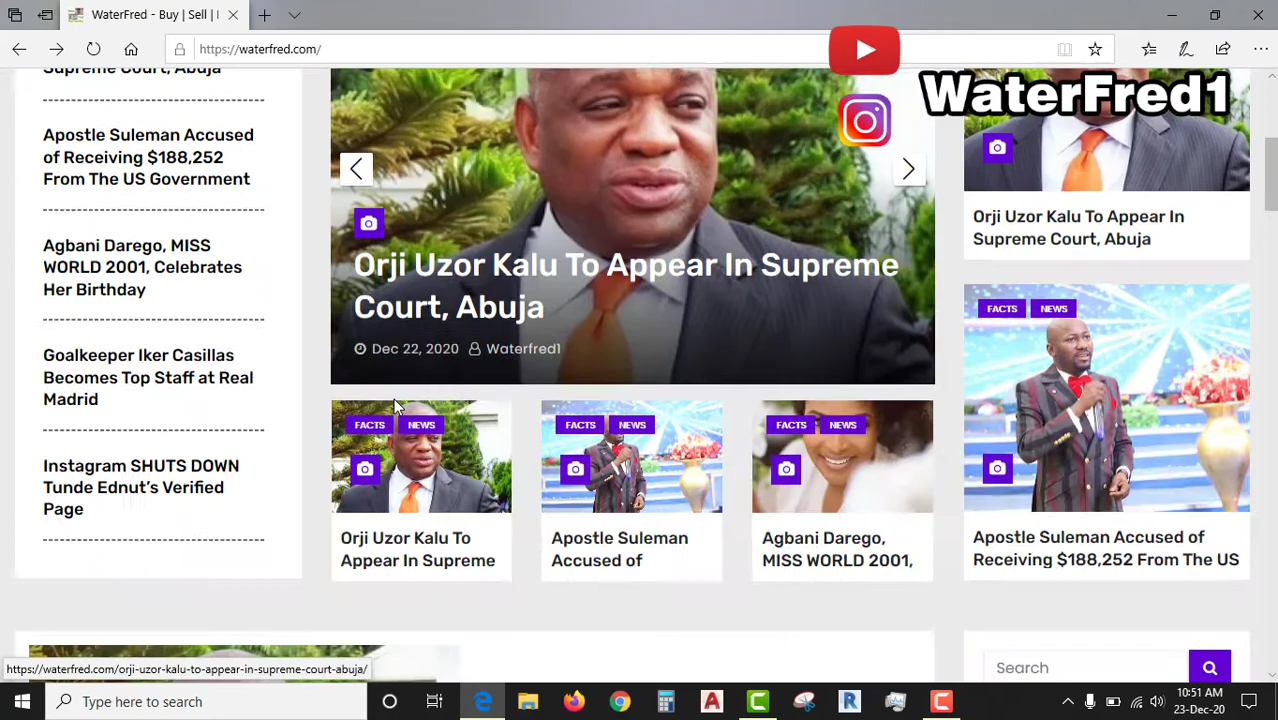 WaterFred - Buy | Sell |
https://waterfred.com/
WaterFred1
Supreme Court, Abuja
Apostle Suleman Accused
of Receiving $188,252
From The US Government
Agbani Darego, MISS
WORLD 2001, Celebrates
Her Birthday
Goalkeeper Iker Casillas
Becomes Top Staff at Real
Madrid
Instagram SHUTS DOWN
Tunde Ednut’s Verified
Page
Orji Uzor Kalu To Appear In Supreme
Court, Abuja
Dec 22, 2020 Waterfred1
FACTS NEWS
Orji Uzor Kalu To
Appear In Supreme
FACTS NEWS
Apostle Suleman
Accused of
FACTS NEWS
Agbani Darego,
MISS WORLD 2001,
Orji Uzor Kalu To Appear In
Supreme Court, Abuja
FACTS NEWS
Apostle Suleman Accused of
Receiving $188,252 From The US
Search
https://waterfred.com/orji-uzor-kalu-to-appear-in-supreme-court-abuja/
Type here to search
10:51 AM
23-Dec-20